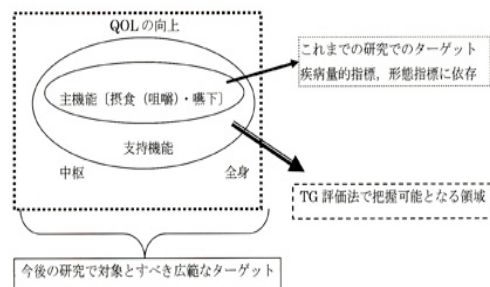 QOLの向上
主機能〔摂食（咀嚼）・嚥下〕
支持機能
中枢
全身
これまでの研究でのターゲット
疾病量的指標，形態指標に依存
TG評価法で把握可能となる領域
今後の研究で対象とすべき広範なターゲット